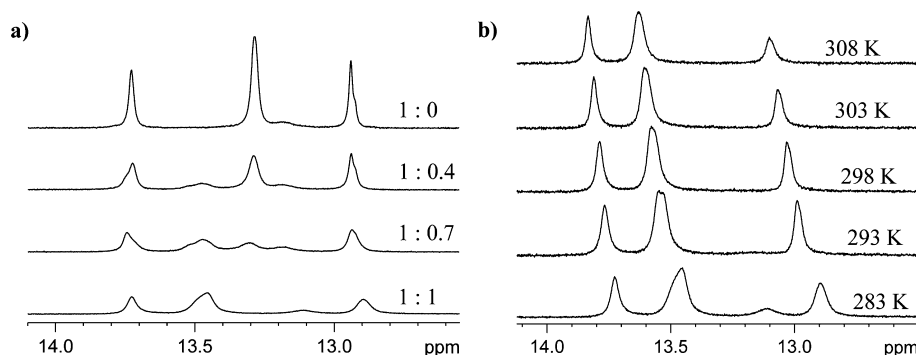 a)
1 : 0
1 : 0.4
1 : 0.7
1 : 1
14.0 13.5 13.0 ppm
b)
308 K
303 K
298 K
293 K
283 K
14.0 13.5 13.0 ppm